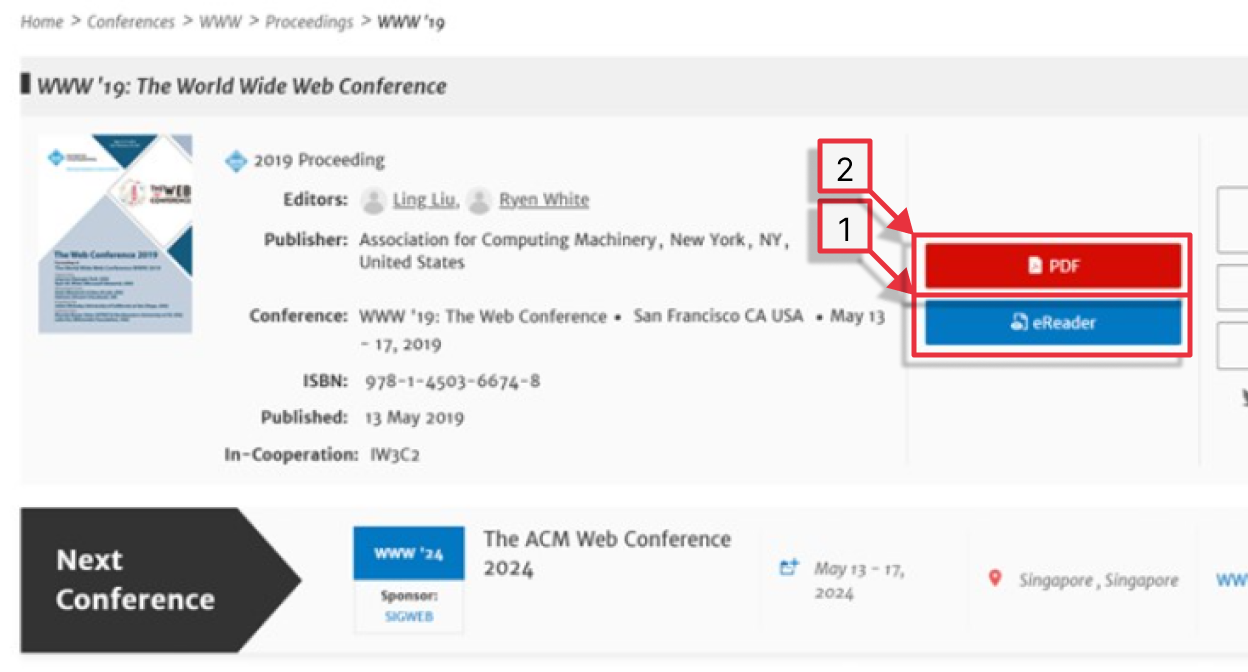 Home > Conferences > WWW > Proceedings > WWW '19
WWW '19: The World Wide Web Conference
2019 Proceeding
Editors: Ling Liu, Ryen White
Publisher: Association for Computing Machinery, New York, NY,
United States
Conference: WWW '19: The Web Conference • San Francisco CA USA • May 13
- 17, 2019
ISBN: 978-1-4503-6674-8
Published: 13 May 2019
In-Cooperation: IW3C2
The Web Conference 2019
2
1
PDF
eReader
Next
Conference
WWW '24
Sponsor:
SIGWEB
The ACM Web Conference
2024
May 13 - 17,
2024
Singapore, Singapore
WW